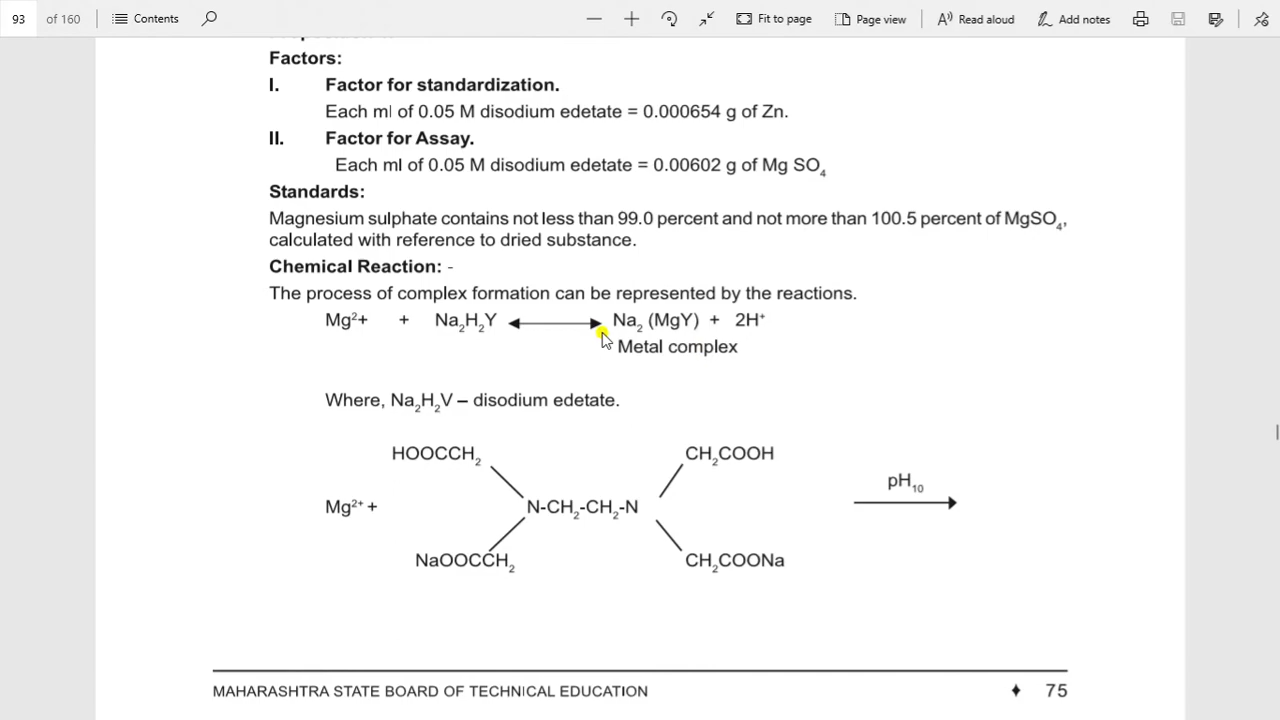 93 of 160 Contents Fit to page Page view Read aloud Add notes
Factors:
I. Factor for standardization.
Each ml of 0.05 M disodium edetate = 0.000654 g of Zn.
II. Factor for Assay.
Each ml of 0.05 M disodium edetate = 0.00602 g of Mg SO₄
Standards:
Magnesium sulphate contains not less than 99.0 percent and not more than 100.5 percent of MgSO₄,
calculated with reference to dried substance.
Chemical Reaction: -
The process of complex formation can be represented by the reactions.
Mg²+ + Na₂H₂Y ⟷ Na₂ (MgY) + 2H⁺
Metal complex
Where, Na₂H₂V – disodium edetate.
HOOCCH₂ CH₂COOH
pH₁₀
Mg²⁺ + N-CH₂-CH₂-N
NaOOCCH₂ CH₂COONa
MAHARASHTRA STATE BOARD OF TECHNICAL EDUCATION ♦ 75